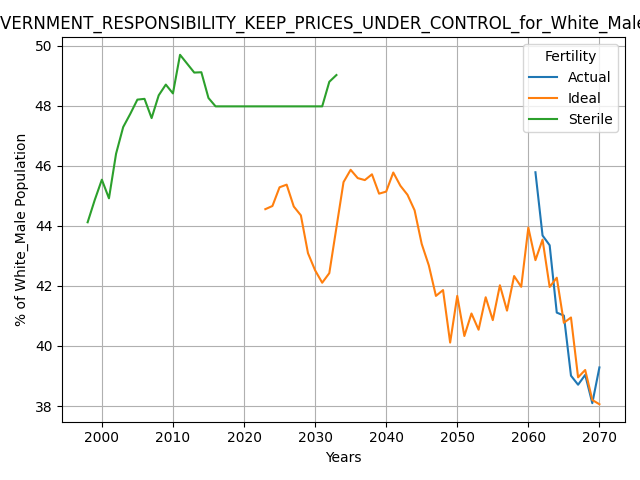 VERNMENT_RESPONSIBILITY_KEEP_PRICES_UNDER_CONTROL_for_White_Male
Fertility
Actual
Ideal
Sterile
% of White_Male Population
50
48
46
44
42
40
38
2000 2010 2020 2030 2040 2050 2060 2070
Years